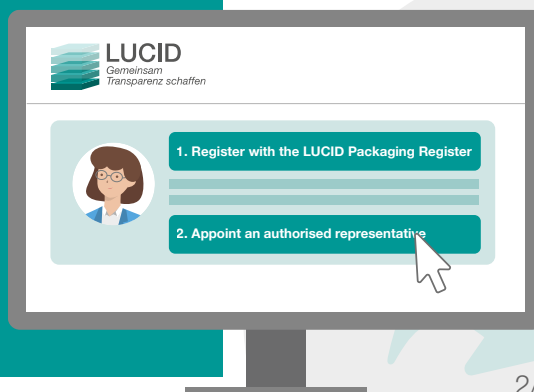 LUCID
Gemeinsam
Transparenz schaffen
1. Register with the LUCID Packaging Register
2. Appoint an authorised representative